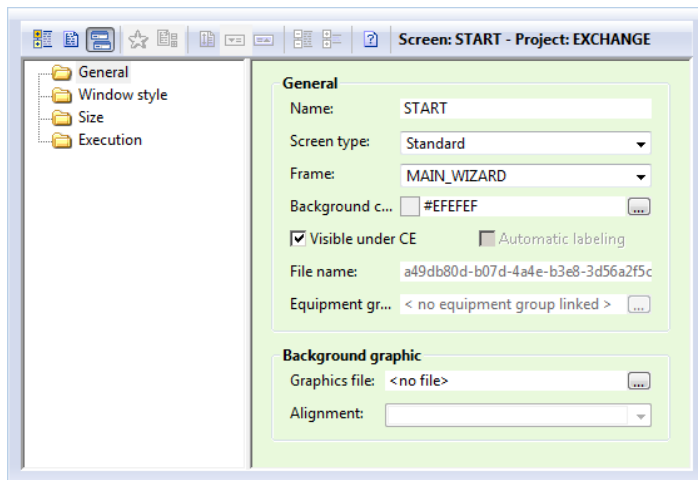 Screen: START - Project: EXCHANGE
General
Window style
Size
Execution
General
Name: START
Screen type: Standard
Frame: MAIN_WIZARD
Background c... #EFEFEF ...
Visible under CE Automatic labeling
File name: a49db80d-b07d-4a4e-b3e8-3d56a2f5c
Equipment gr... < no equipment group linked > ...
Background graphic
Graphics file: <no file> ...
Alignment: